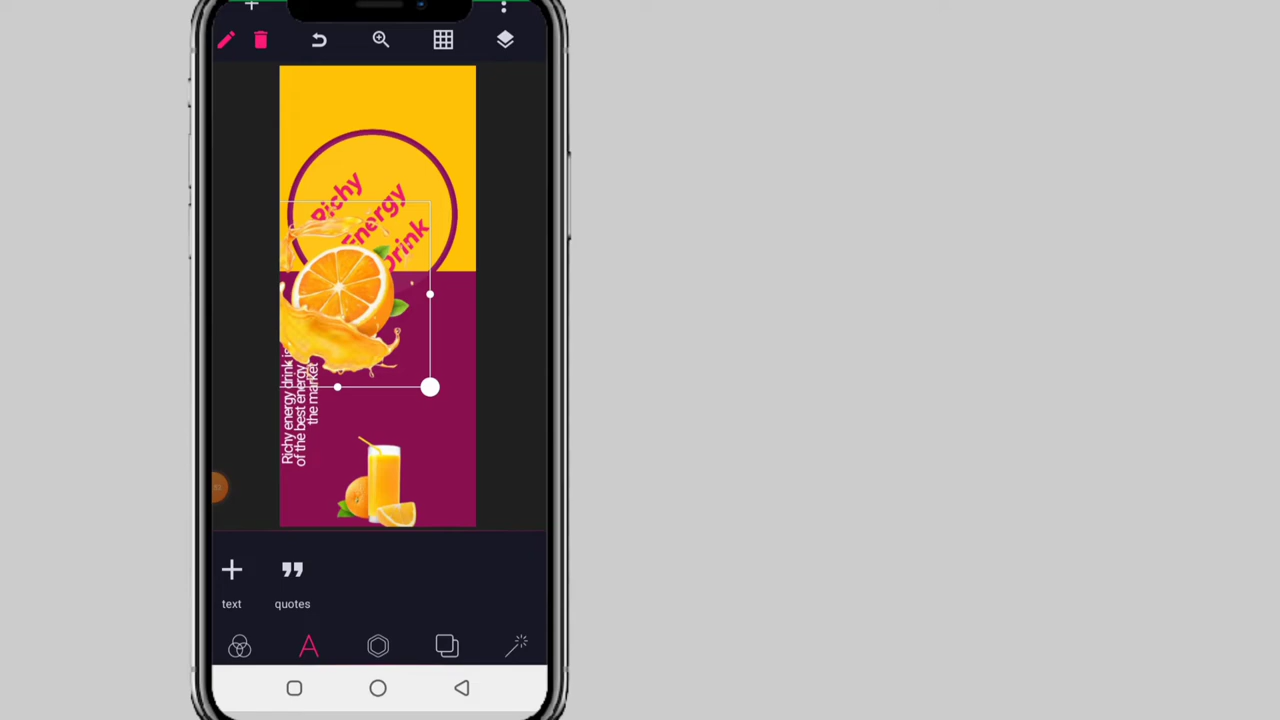 Richy
Energy
Drink
Richy energy drink is
of the best energy
the market
text
quotes